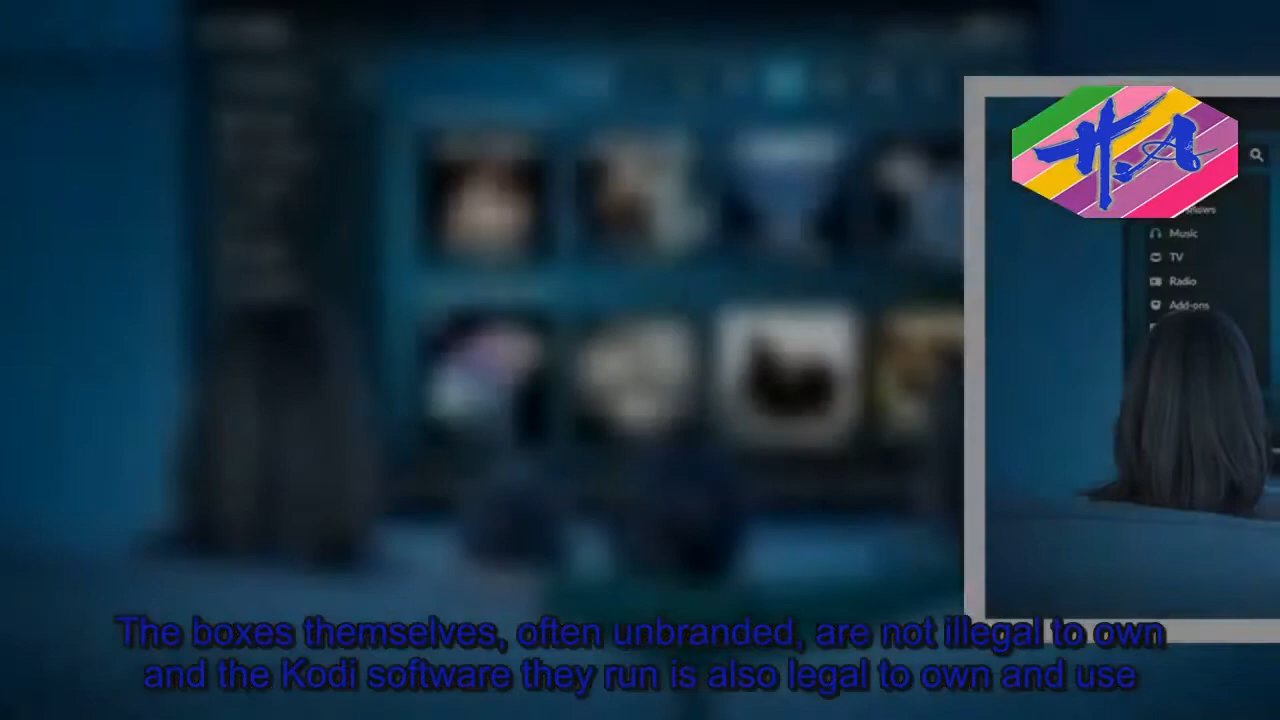 H.A
Music
TV
Radio
Add-ons
The boxes themselves, often unbranded, are not illegal to own
and the Kodi software they run is also legal to own and use